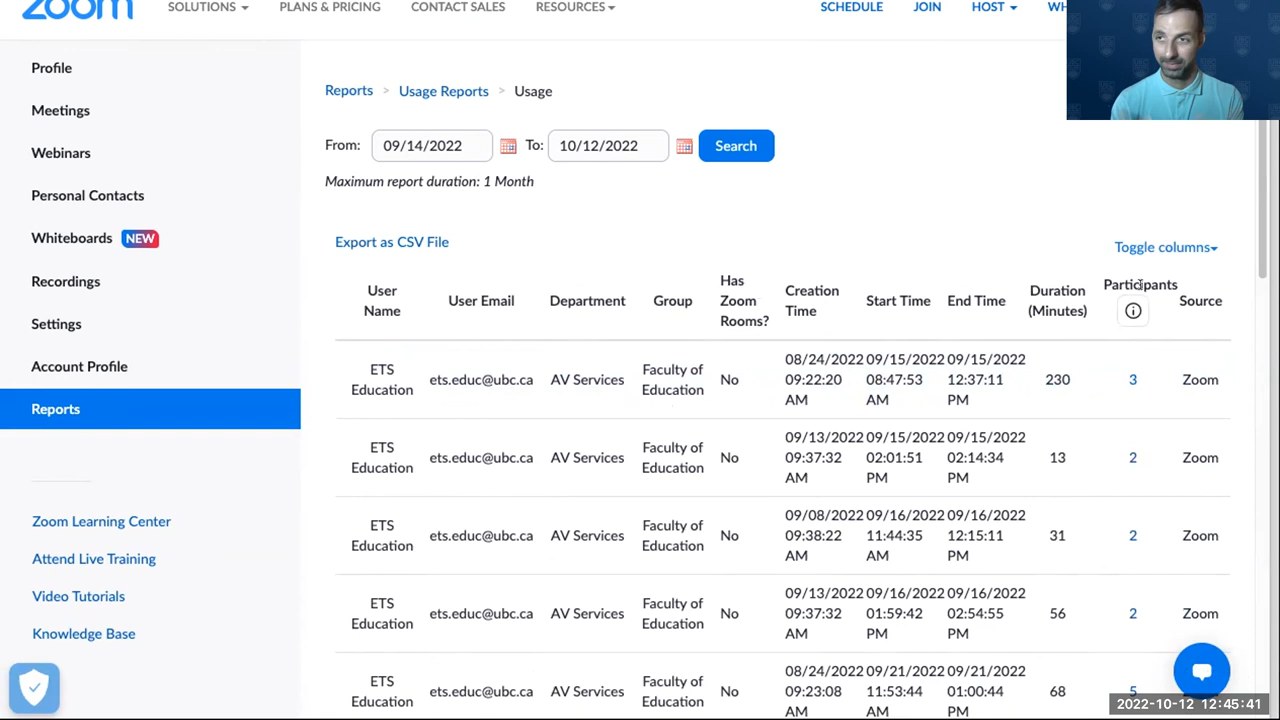 zoom SOLUTIONS PLANS & PRICING CONTACT SALES RESOURCES SCHEDULE JOIN HOST
Profile
Meetings
Webinars
Personal Contacts
Whiteboards NEW
Recordings
Settings
Account Profile
Reports
Zoom Learning Center
Attend Live Training
Video Tutorials
Knowledge Base
Reports > Usage Reports > Usage
From: 09/14/2022 To: 10/12/2022 Search
Maximum report duration: 1 Month
Export as CSV File
Toggle columns
User Name
User Email
Department
Group
Has Zoom Rooms?
Creation Time
Start Time
End Time
Duration (Minutes)
Participants
Source
ETS Education ets.educ@ubc.ca AV Services Faculty of Education No 08/24/2022 09:22:20 AM 09/15/2022 08:47:53 AM 09/15/2022 12:37:11 PM 230 3 Zoom
ETS Education ets.educ@ubc.ca AV Services Faculty of Education No 09/13/2022 09:37:32 AM 09/15/2022 02:01:51 PM 09/15/2022 02:14:34 PM 13 2 Zoom
ETS Education ets.educ@ubc.ca AV Services Faculty of Education No 09/08/2022 09:38:22 AM 09/16/2022 11:44:35 AM 09/16/2022 12:15:11 PM 31 2 Zoom
ETS Education ets.educ@ubc.ca AV Services Faculty of Education No 09/13/2022 09:37:32 AM 09/16/2022 01:59:42 PM 09/16/2022 02:54:55 PM 56 2 Zoom
ETS Education ets.educ@ubc.ca AV Services Faculty of Education No 08/24/2022 09:23:08 AM 09/21/2022 11:53:44 AM 09/21/2022 01:00:44 PM 68 5
2022-10-12 12:45:41